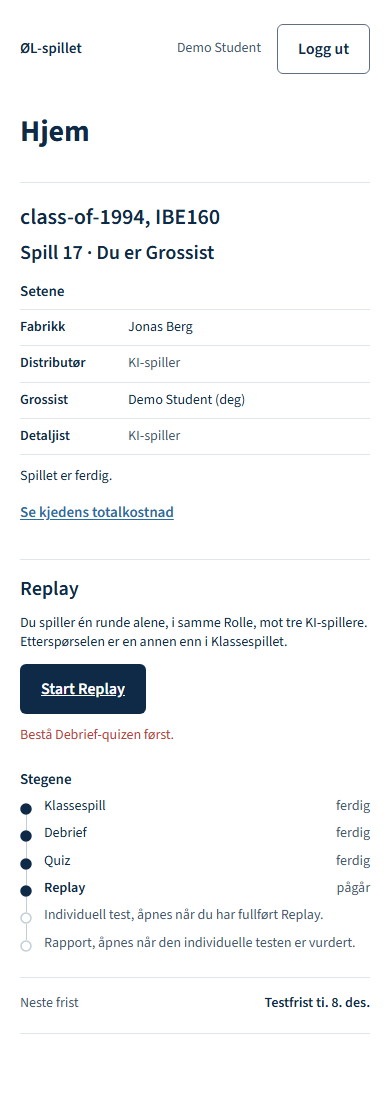 ØL-spillet Demo Student Logg ut
Hjem
class-of-1994, IBE160
Spill 17 · Du er Grossist
Setene
Fabrikk Jonas Berg
Distributør KI-spiller
Grossist Demo Student (deg)
Detaljist KI-spiller
Spillet er ferdig.
Se kjedens totalkostnad
Replay
Du spiller én runde alene, i samme Rolle, mot tre KI-spillere.
Etterspørselen er en annen enn i Klassespillet.
Start Replay
Bestå Debrief-quizen først.
Stegene
Klassespill ferdig
Debrief ferdig
Quiz ferdig
Replay pågår
Individuell test, åpnes når du har fullført Replay.
Rapport, åpnes når den individuelle testen er vurdert.
Neste frist Testfrist ti. 8. des.